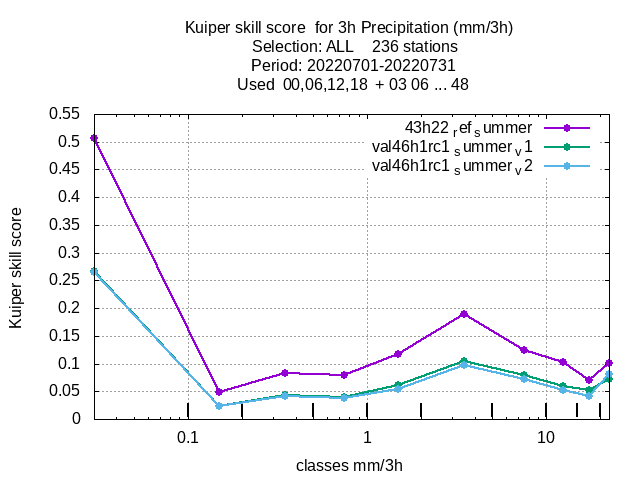 Kuiper skill score for 3h Precipitation (mm/3h)
Selection: ALL 236 stations
Period: 20220701-20220731
Used 00,06,12,18 + 03 06 ... 48
43h22 ref summer
val46h1rc1 summer v1
val46h1rc1 summer v2
Kuiper skill score
0.55
0.5
0.45
0.4
0.35
0.3
0.25
0.2
0.15
0.1
0.05
0
0.1 1 10
classes mm/3h